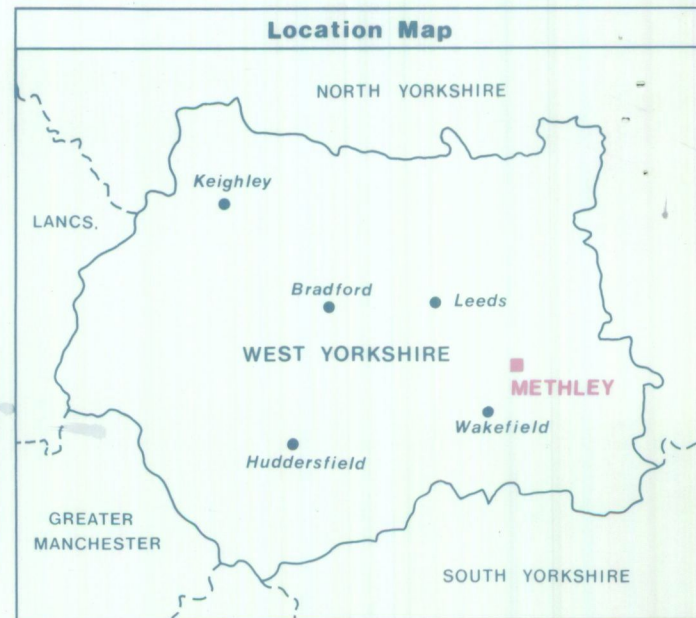 Location Map
NORTH YORKSHIRE
Keighley
LANCS.
Bradford
Leeds
WEST YORKSHIRE
METHLEY
Wakefield
Huddersfield
GREATER
MANCHESTER
SOUTH YORKSHIRE